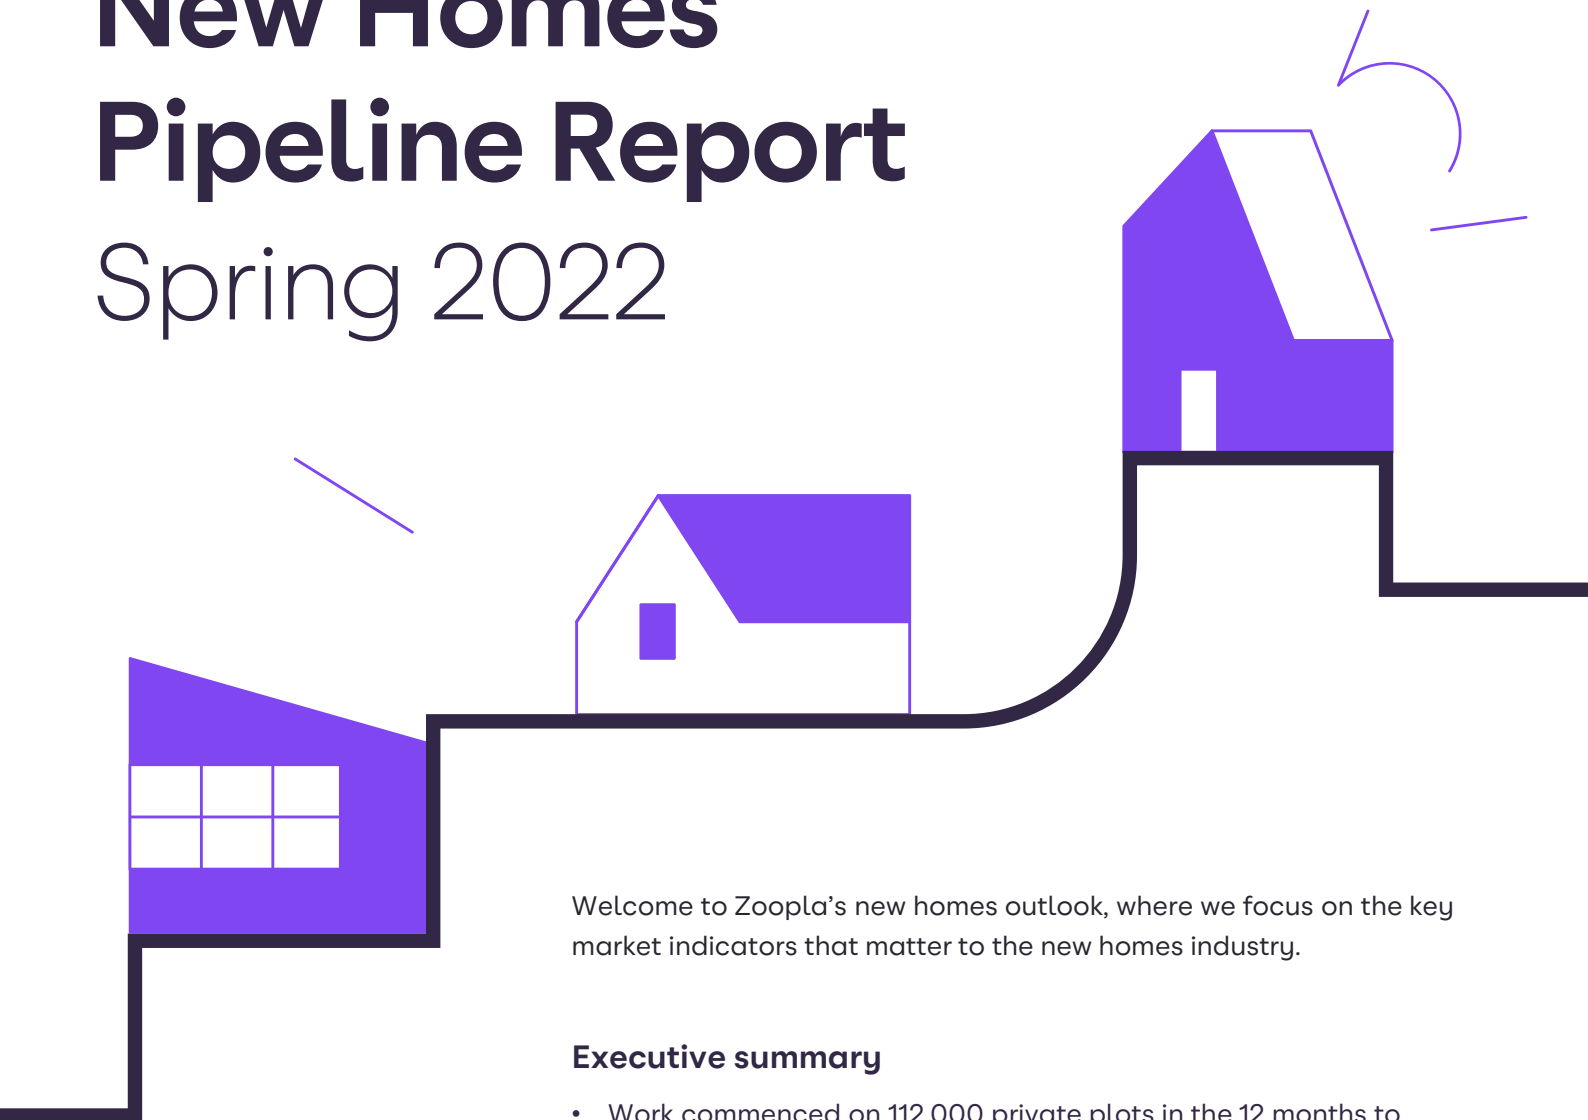 New Homes
Pipeline Report
Spring 2022
Welcome to Zoopla’s new homes outlook, where we focus on the key
market indicators that matter to the new homes industry.
Executive summary
• Work commenced on 112,000 private plots in the 12 months to